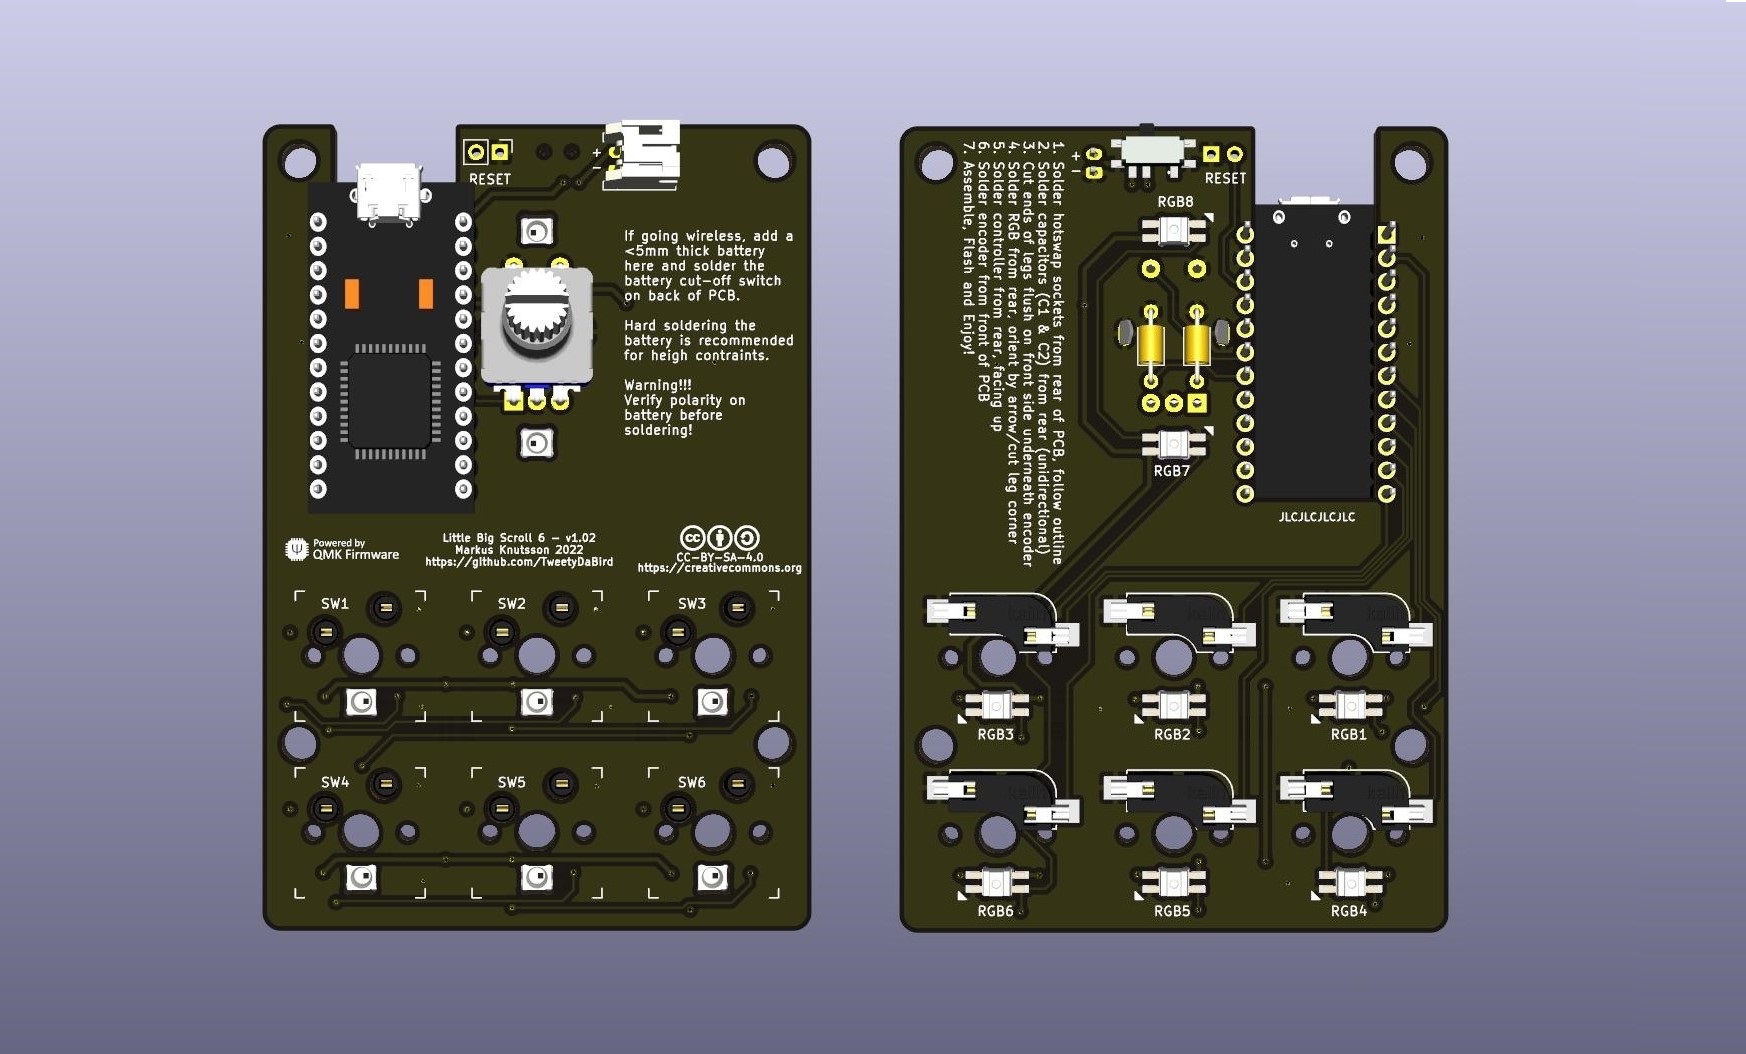 +
-
RESET
If going wireless, add a
<5mm thick battery
here and solder the
battery cut-off switch
on back of PCB.
Hard soldering the
battery is recommended
for heigh contraints.
Warning!!!
Verify polarity on
battery before
soldering!
Powered by
QMK Firmware
Little Big Scroll 6 - v1.02
Markus Knutsson 2022
https://github.com/TweetyDaBird
cc
CC-BY-SA-4.0
https://creativecommons.org
SW1
SW2
SW3
SW4
SW5
SW6
1. Solder hotswap sockets from rear of PCB, follow outline
2. Solder capacitors (C1 & C2) from rear (unidirectional)
3. Cut ends of legs flush on front side underneath encoder
4. Solder RGB from rear, orient by arrow/cut leg corner
5. Solder controller from rear, facing up
6. Solder encoder from front of PCB
7. Assemble, Flash and Enjoy!
+
-
RESET
RGB8
RGB7
JLCJLCJLCJLC
RGB3
RGB2
RGB1
RGB6
RGB5
RGB4